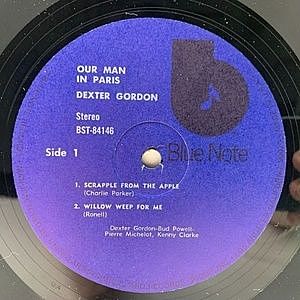 OUR MAN
IN PARIS
DEXTER GORDON
Stereo
BST-84146
Side 1
Blue Note
1. SCRAPPLE FROM THE APPLE
(Charlie Parker)
2. WILLOW WEEP FOR ME
(Ronell)
Dexter Gordon-Bud Powell-
Pierre Michelot, Kenny Clarke